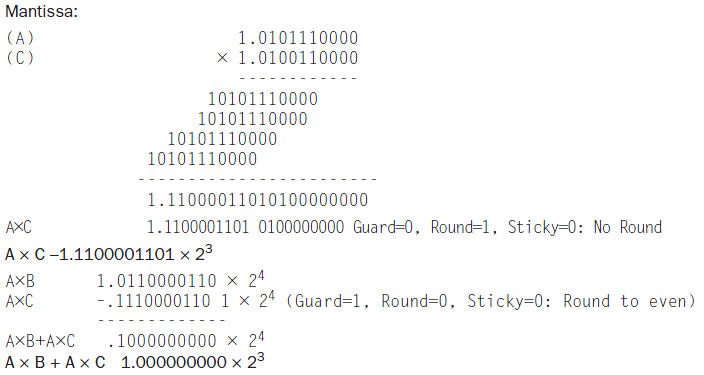 Mantissa:
(A) 1.0101110000
(C) × 1.0100110000
------------
10101110000
10101110000
10101110000
10101110000
------------------------
1.11000011010100000000
A×C 1.1100001101 0100000000 Guard=0, Round=1, Sticky=0: No Round
A × C –1.1100001101 × 2³
A×B 1.0110000110 × 2⁴
A×C -.1110000110 1 × 2⁴ (Guard=1, Round=0, Sticky=0: Round to even)
-------------
A×B+A×C .1000000000 × 2⁴
A × B + A × C 1.000000000 × 2³